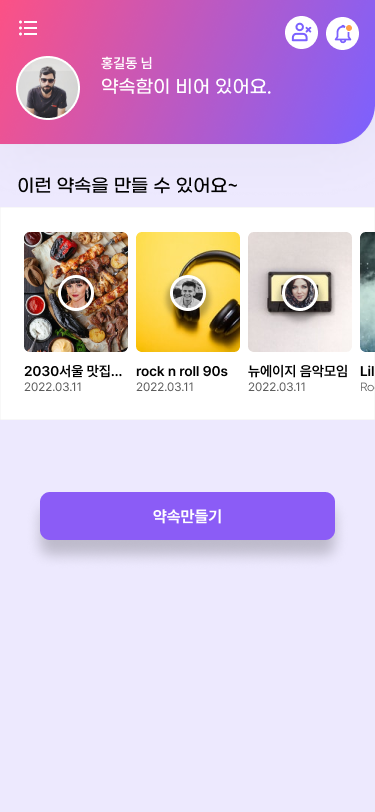 홍길동 님
약속함이 비어 있어요.
이런 약속을 만들 수 있어요~
2030서울 맛집...
2022.03.11
rock n roll 90s
2022.03.11
뉴에이지 음악모임
2022.03.11
Lil
Ro
약속만들기